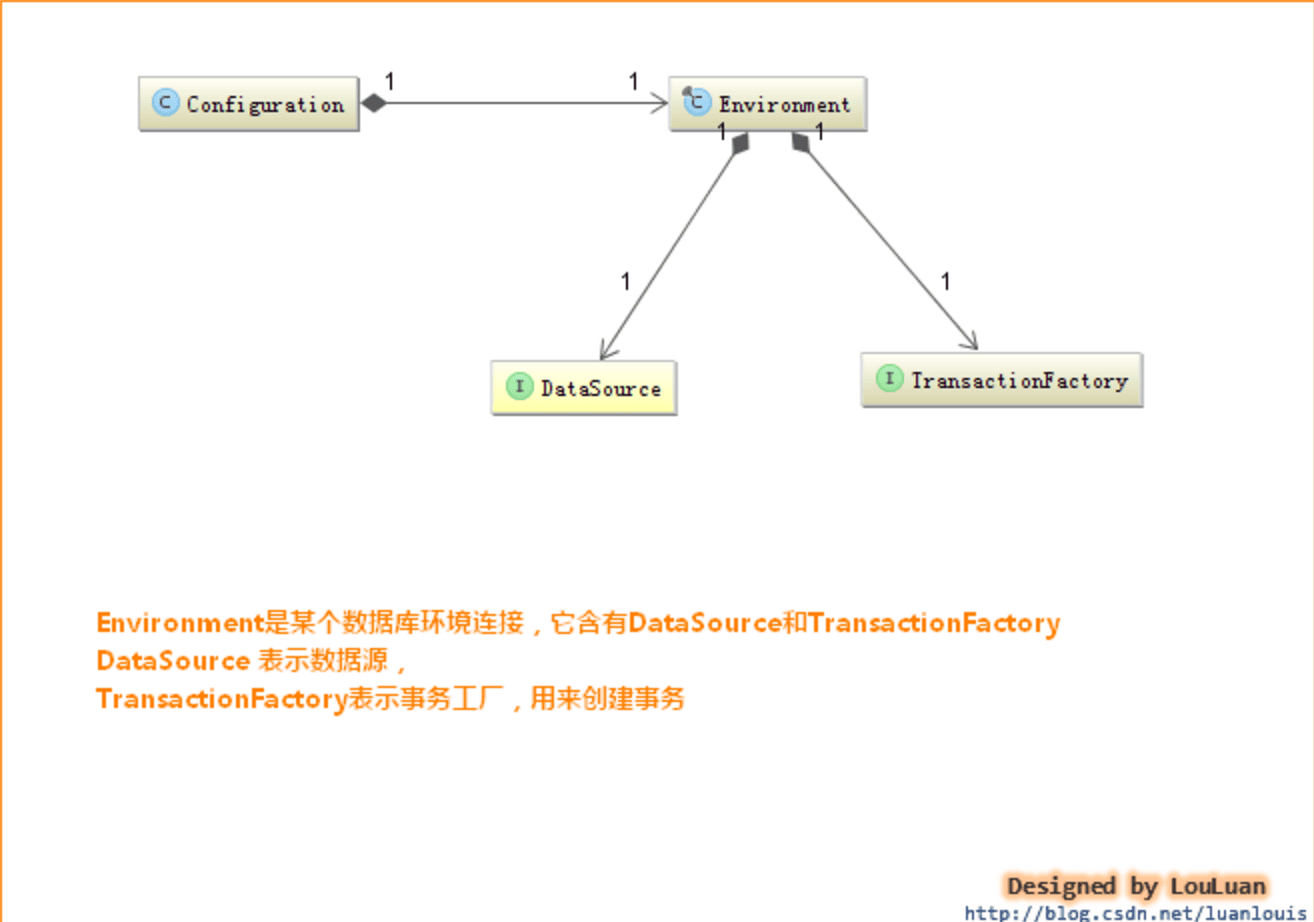 1 1
C Configuration C Environment
1 1
1 1
I DataSource I TransactionFactory
Environment是某个数据库环境连接，它含有DataSource和TransactionFactory
DataSource 表示数据源，
TransactionFactory表示事务工厂，用来创建事务
Designed by LouLuan
http://blog.csdn.net/luanlouis